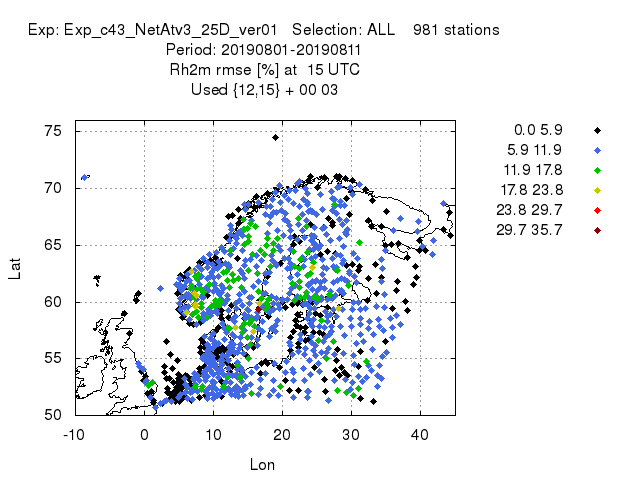 Exp: Exp_c43_NetAtv3_25D_ver01   Selection: ALL    981 stations
Period: 20190801-20190811
Rh2m rmse [%] at  15 UTC
Used {12,15} + 00 03
0.0 5.9
5.9 11.9
11.9 17.8
17.8 23.8
23.8 29.7
29.7 35.7
75
70
65
60
55
50
Lat
-10 0 10 20 30 40
Lon